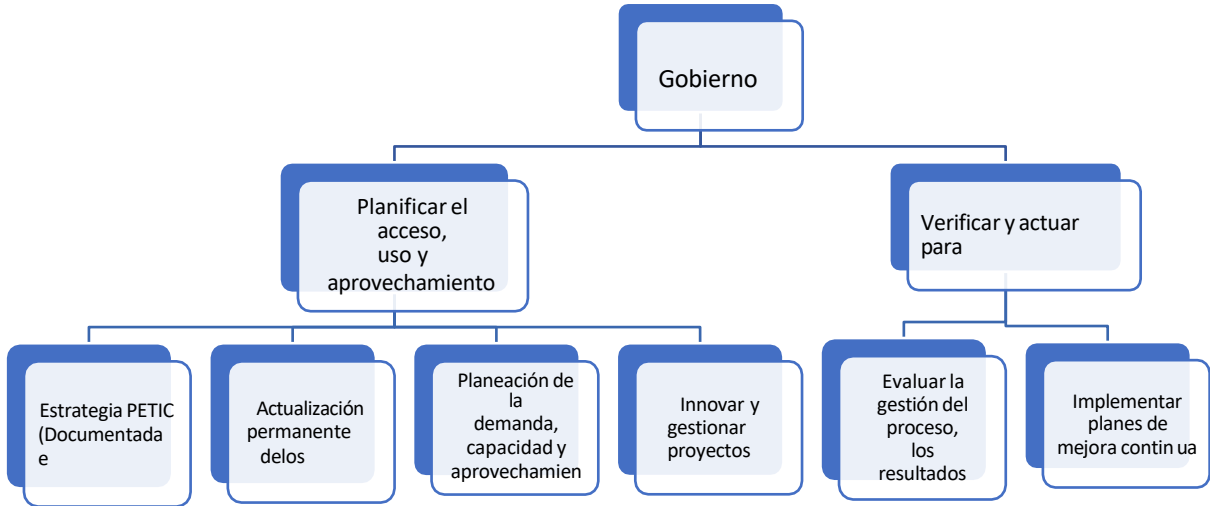 Gobierno
Planificar el
acceso,
uso y
aprovechamiento
Verificar y actuar
para
Estrategia PETIC
(Documentada
e
Actualización
permanente
delos
Planeación de
la
demanda,
capacidad y
aprovechamien
Innovar y
gestionar
proyectos
Evaluar la
gestión del
proceso,
los
resultados
Implementar
planes de
mejora contin ua